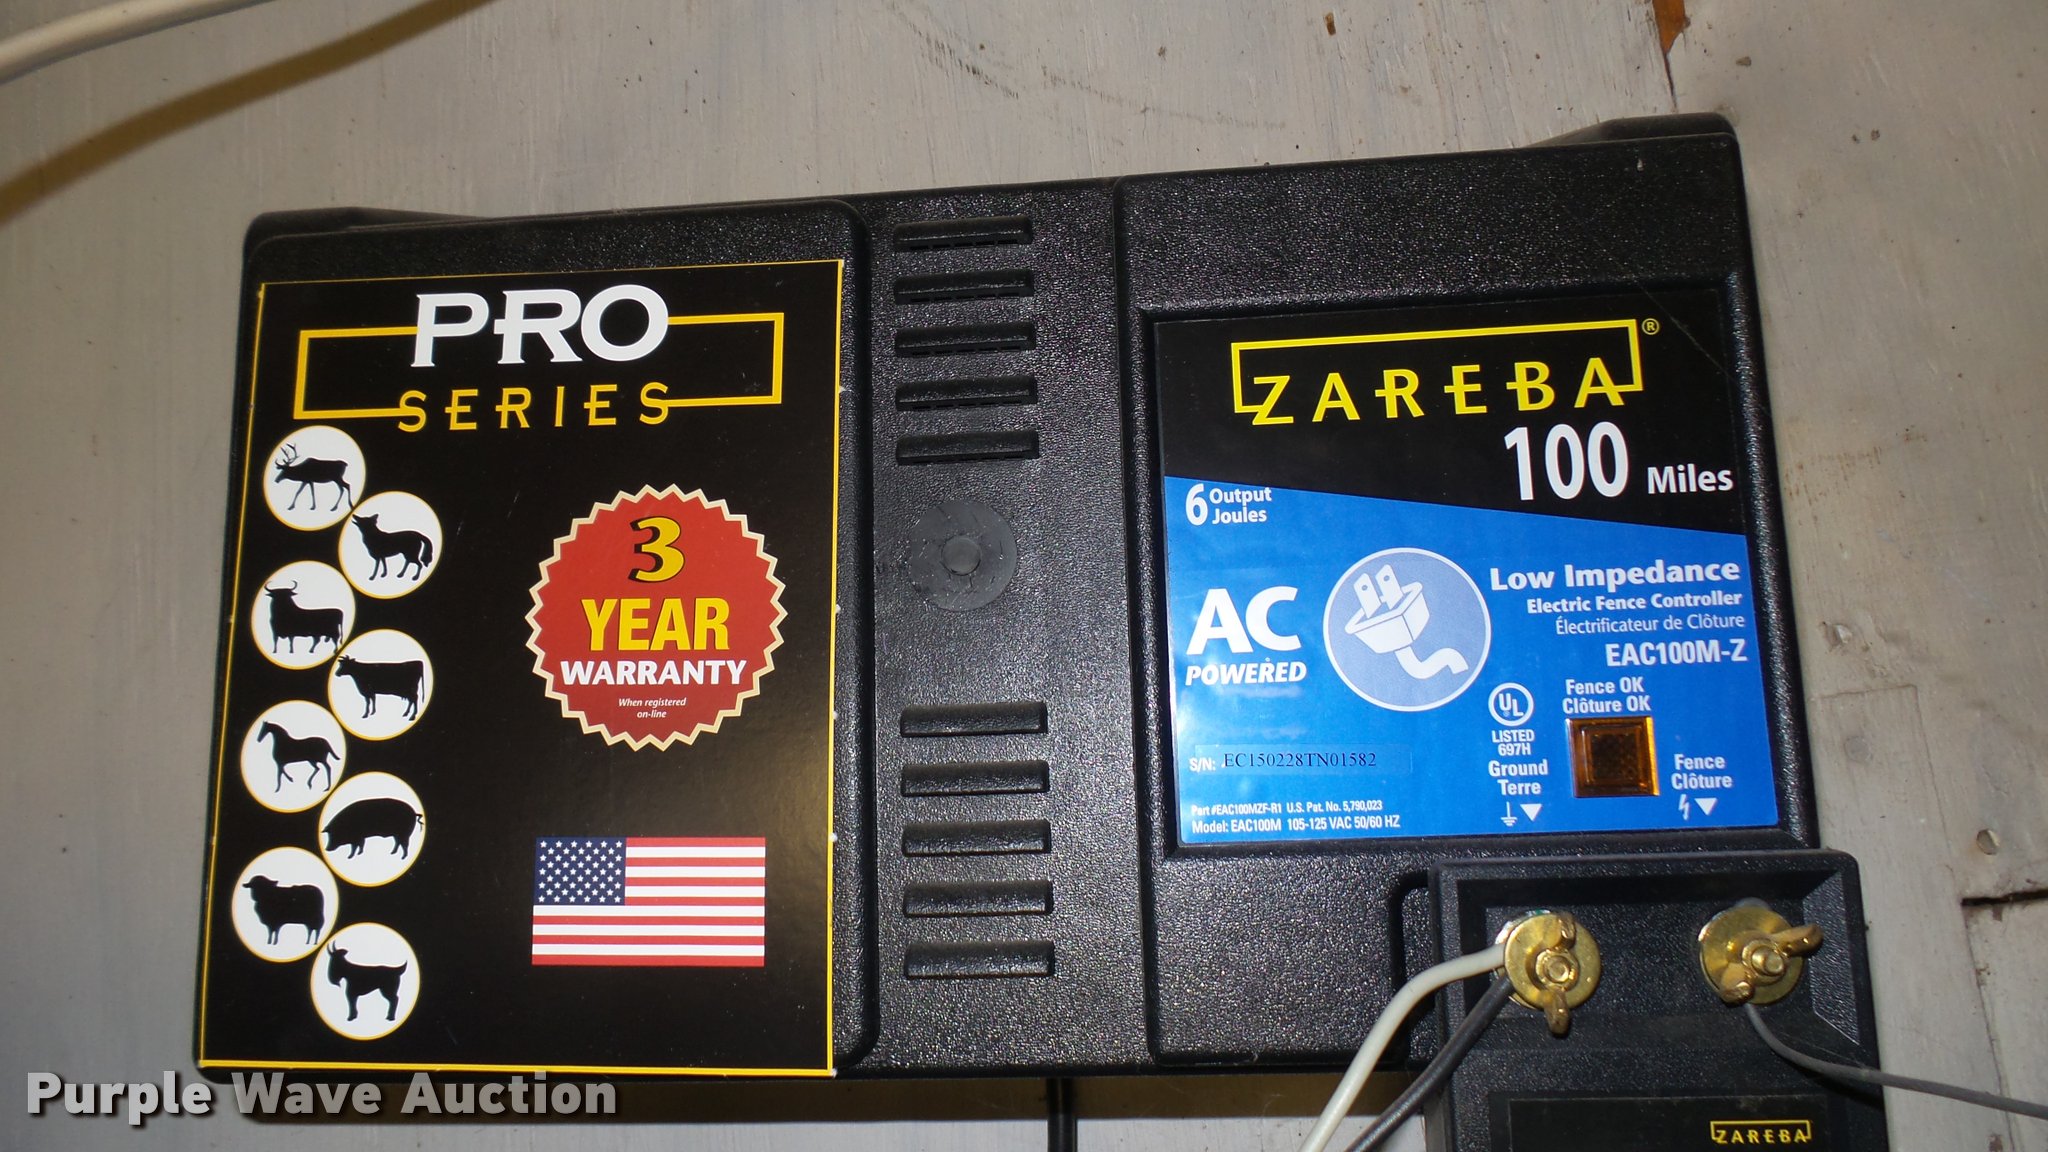 PRO
SERIES
3
YEAR
WARRANTY
When registered
on-line
ZAREBA®
100 Miles
6 Output
Joules
AC
POWERED
Low Impedance
Electric Fence Controller
Électrificateur de Clôture
EAC100M-Z
Fence OK
Clôture OK
UL
LISTED
697H
Ground
Terre
Fence
Clôture
S/N: EC150228TN01582
Part #EAC100MZF-R1 U.S. Pat. No. 5,790,023
Model: EAC100M 105-125 VAC 50/60 HZ
ZAREBA
Purple Wave Auction